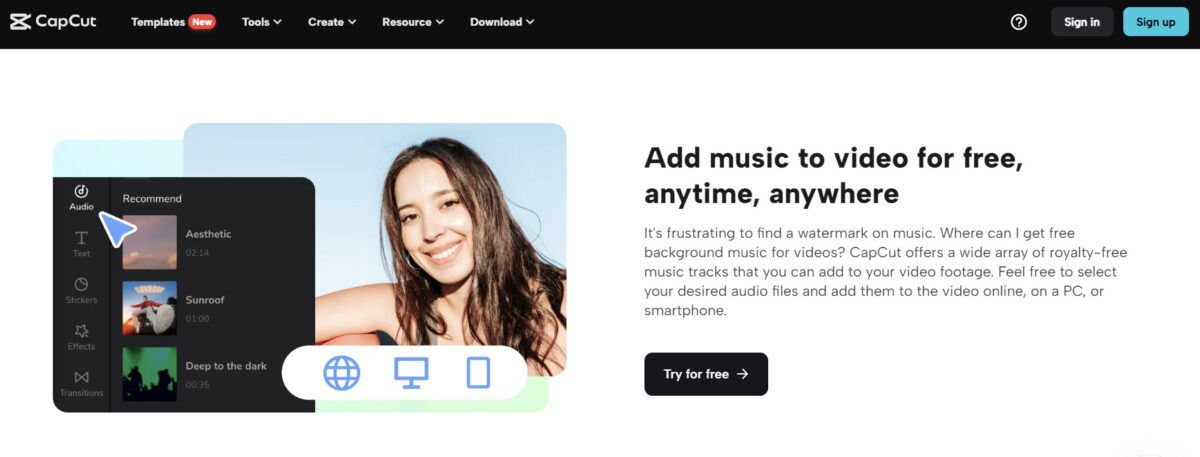 CapCut Templates New Tools Create Resource Download Sign in Sign up
Audio
Text
Stickers
Effects
Transitions
Recommend
Aesthetic
02:14
SUNROOF
Sunroof
01:00
Deep to the dark
00:35
Add music to video for free,
anytime, anywhere
It's frustrating to find a watermark on music. Where can I get free
background music for videos? CapCut offers a wide array of royalty-free
music tracks that you can add to your video footage. Feel free to select
your desired audio files and add them to the video online, on a PC, or
smartphone.
Try for free